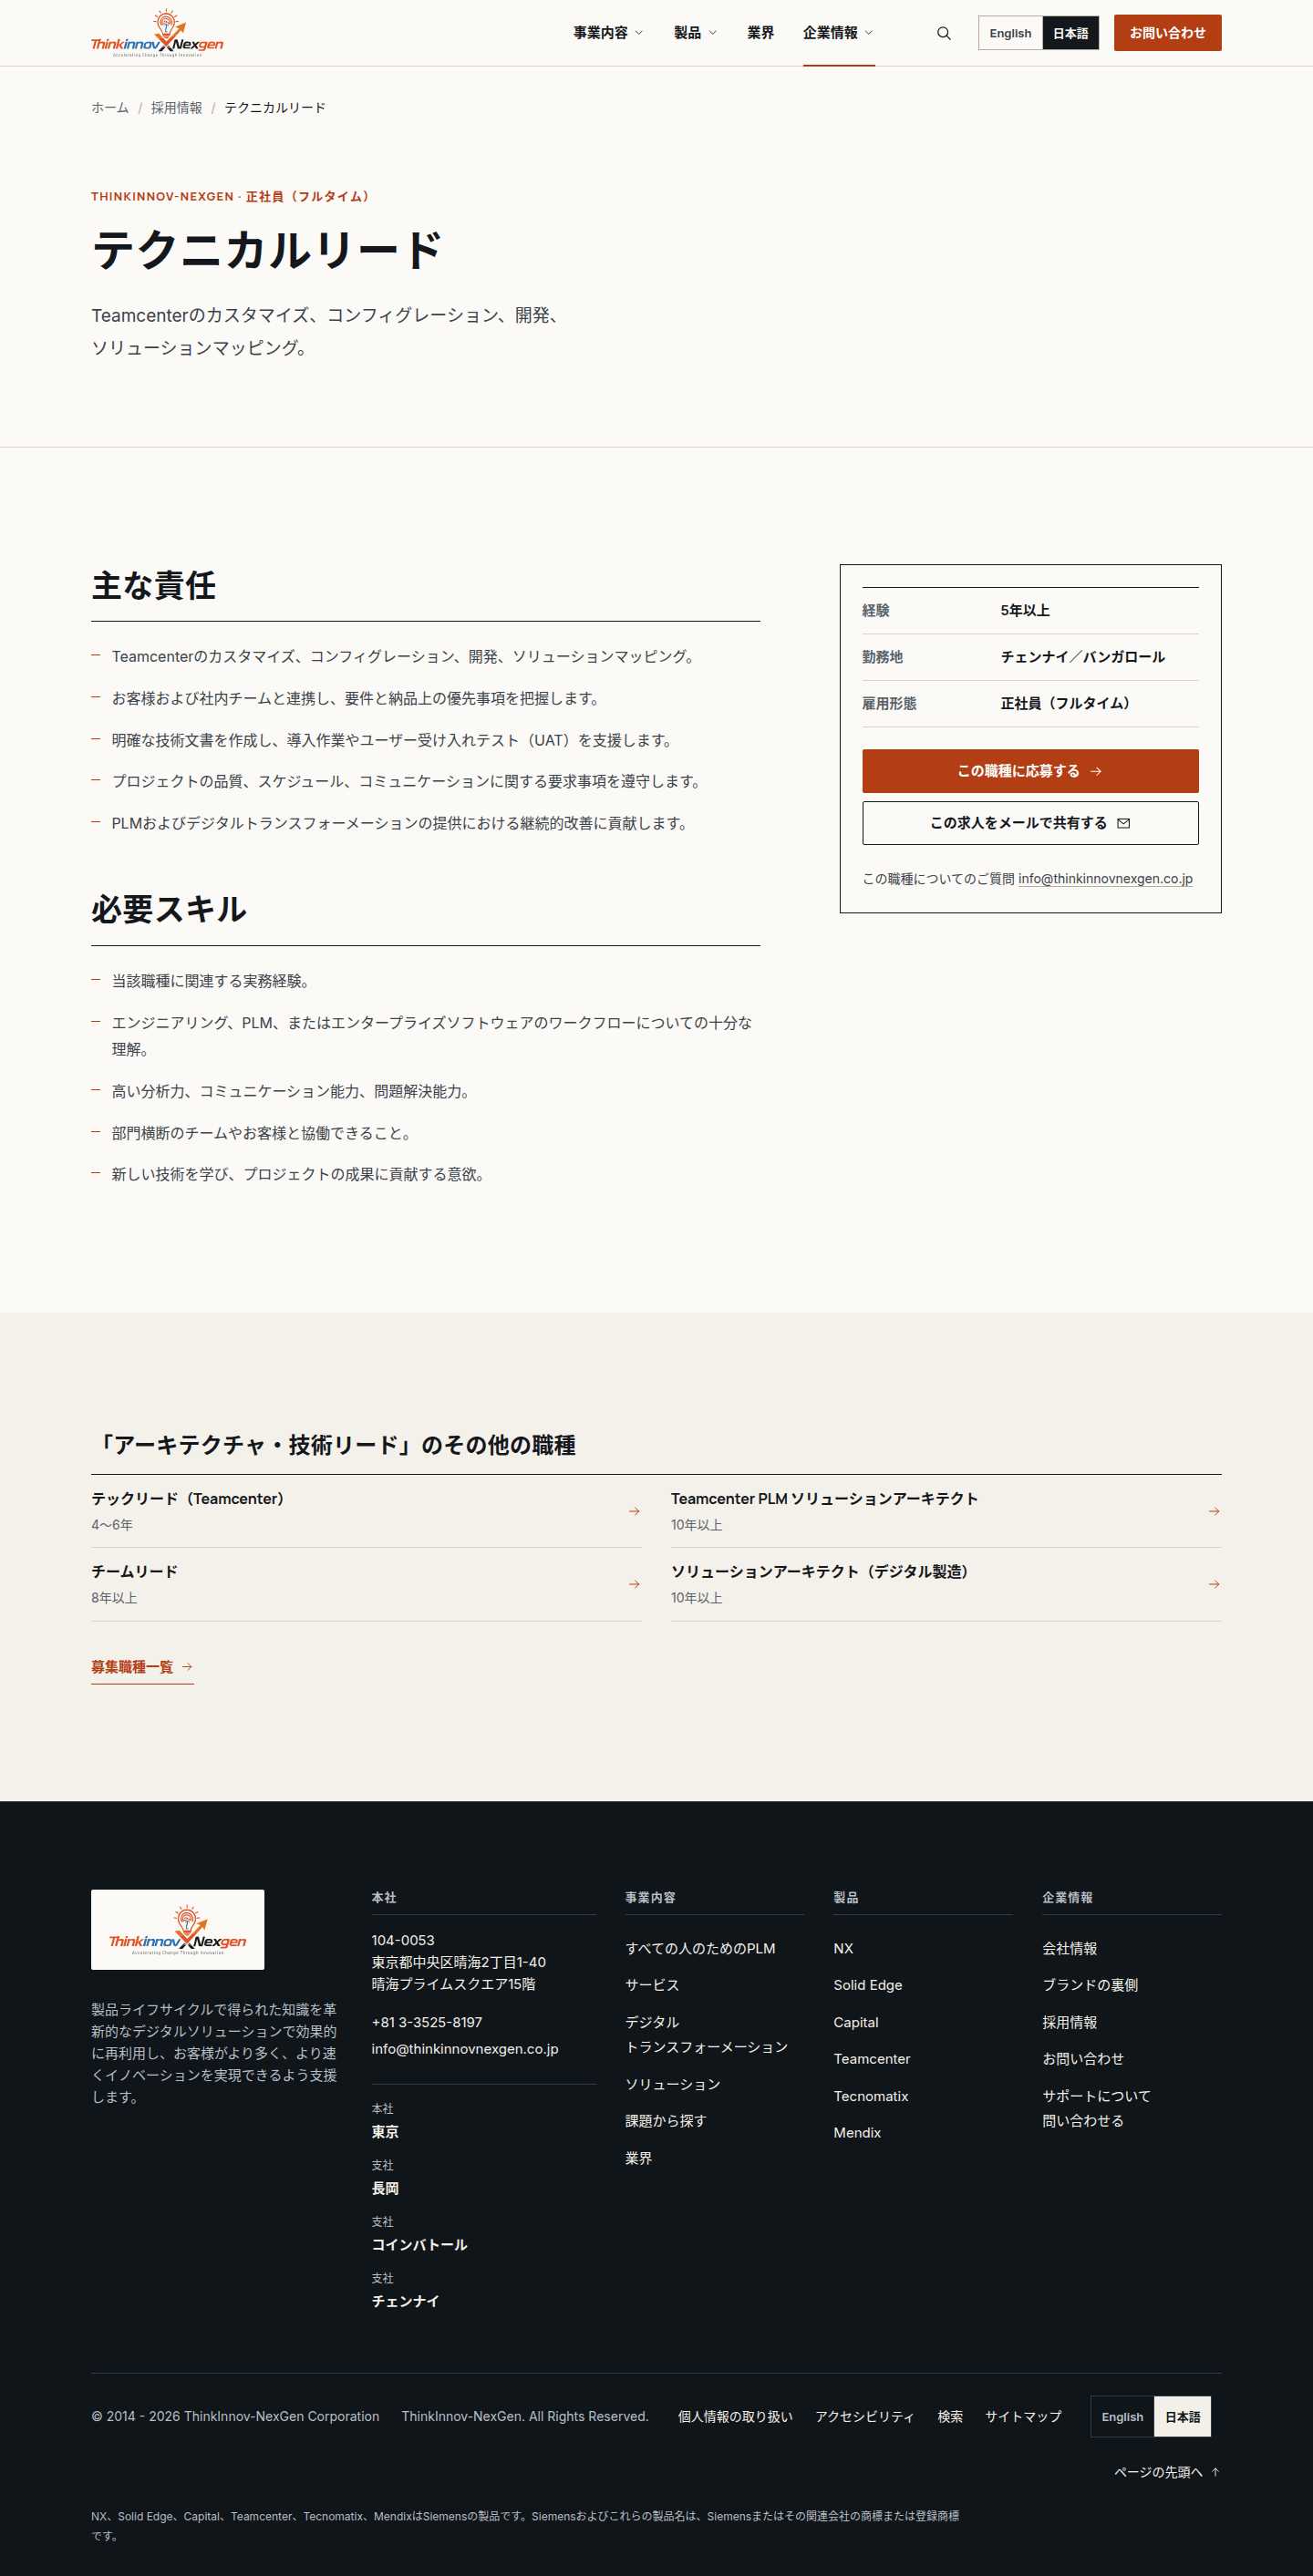 ThinkinnovXNexgen
Accelerating Change Through Innovation
事業内容
製品
業界
企業情報
English
日本語
お問い合わせ
ホーム / 採用情報 / テクニカルリード
THINKINNOV-NEXGEN · 正社員（フルタイム）
テクニカルリード
Teamcenterのカスタマイズ、コンフィグレーション、開発、
ソリューションマッピング。
主な責任
Teamcenterのカスタマイズ、コンフィグレーション、開発、ソリューションマッピング。
お客様および社内チームと連携し、要件と納品上の優先事項を把握します。
明確な技術文書を作成し、導入作業やユーザー受け入れテスト（UAT）を支援します。
プロジェクトの品質、スケジュール、コミュニケーションに関する要求事項を遵守します。
PLMおよびデジタルトランスフォーメーションの提供における継続的改善に貢献します。
必要スキル
当該職種に関連する実務経験。
エンジニアリング、PLM、またはエンタープライズソフトウェアのワークフローについての十分な
理解。
高い分析力、コミュニケーション能力、問題解決能力。
部門横断のチームやお客様と協働できること。
新しい技術を学び、プロジェクトの成果に貢献する意欲。
経験 5年以上
勤務地 チェンナイ／バンガロール
雇用形態 正社員（フルタイム）
この職種に応募する →
この求人をメールで共有する
この職種についてのご質問 info@thinkinnovnexgen.co.jp
「アーキテクチャ・技術リード」のその他の職種
テックリード（Teamcenter）
4〜6年
Teamcenter PLM ソリューションアーキテクト
10年以上
チームリード
8年以上
ソリューションアーキテクト（デジタル製造）
10年以上
募集職種一覧 →
ThinkinnovXNexgen
Accelerating Change Through Innovation
製品ライフサイクルで得られた知識を革
新的なデジタルソリューションで効果的
に再利用し、お客様がより多く、より速
くイノベーションを実現できるよう支援
します。
本社
104-0053
東京都中央区晴海2丁目1-40
晴海プライムスクエア15階
+81 3-3525-8197
info@thinkinnovnexgen.co.jp
本社
東京
支社
長岡
支社
コインバトール
支社
チェンナイ
事業内容
すべての人のためのPLM
サービス
デジタル
トランスフォーメーション
ソリューション
課題から探す
業界
製品
NX
Solid Edge
Capital
Teamcenter
Tecnomatix
Mendix
企業情報
会社情報
ブランドの裏側
採用情報
お問い合わせ
サポートについて
問い合わせる
© 2014 - 2026 ThinkInnov-NexGen Corporation
ThinkInnov-NexGen. All Rights Reserved.
個人情報の取り扱い
アクセシビリティ
検索
サイトマップ
English
日本語
ページの先頭へ ↑
NX、Solid Edge、Capital、Teamcenter、Tecnomatix、MendixはSiemensの製品です。Siemensおよびこれらの製品名は、Siemensまたはその関連会社の商標または登録商標
です。